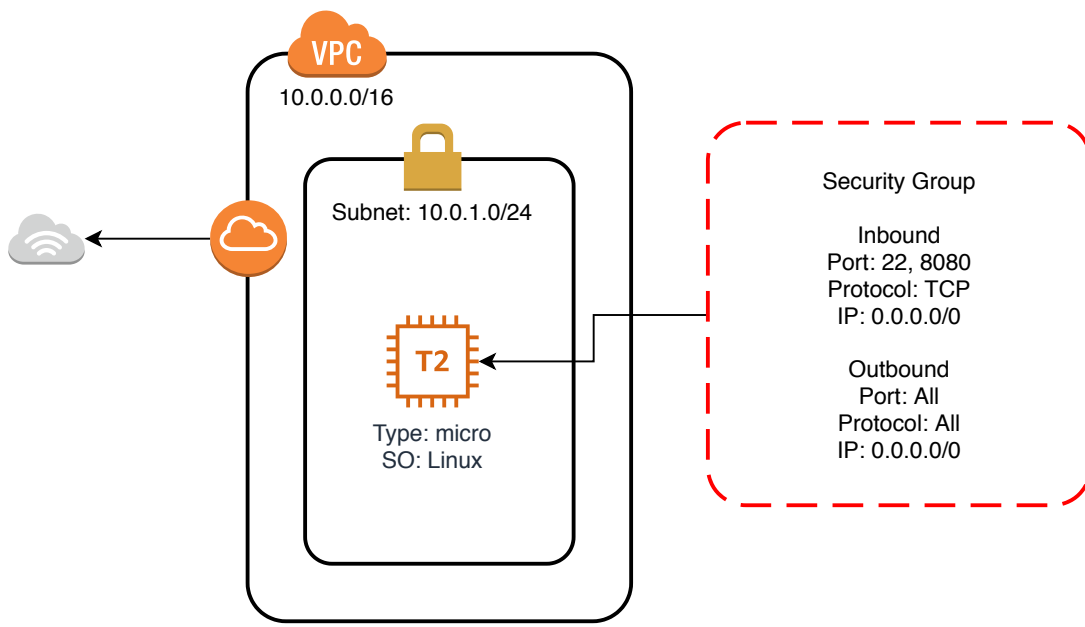 VPC
10.0.0.0/16
Subnet: 10.0.1.0/24
T2
Type: micro
SO: Linux
Security Group
Inbound
Port: 22, 8080
Protocol: TCP
IP: 0.0.0.0/0
Outbound
Port: All
Protocol: All
IP: 0.0.0.0/0